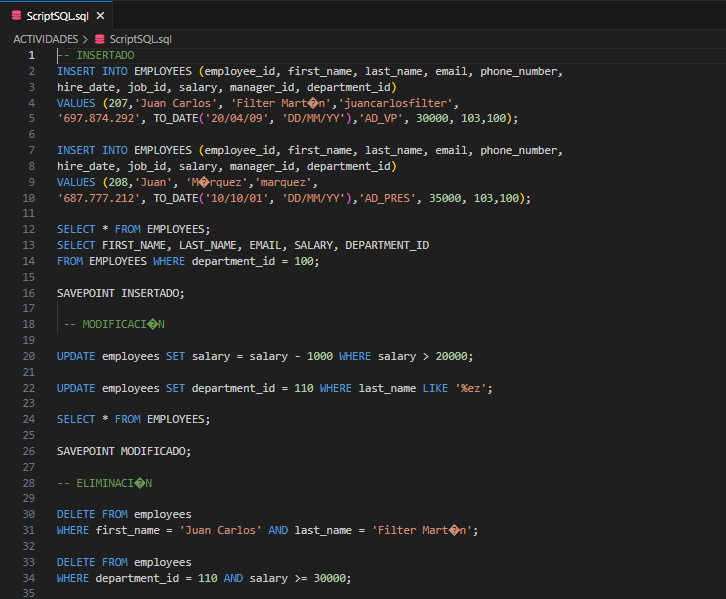 ScriptSQL.sql
ACTIVIDADES > ScriptSQL.sql
1 -- INSERTADO
2 INSERT INTO EMPLOYEES (employee_id, first_name, last_name, email, phone_number,
3 hire_date, job_id, salary, manager_id, department_id)
4 VALUES (207,'Juan Carlos', 'Filter Mart�n','juancarlosfilter',
5 '697.874.292', TO_DATE('20/04/09', 'DD/MM/YY'),'AD_VP', 30000, 103,100);
6
7 INSERT INTO EMPLOYEES (employee_id, first_name, last_name, email, phone_number,
8 hire_date, job_id, salary, manager_id, department_id)
9 VALUES (208,'Juan', 'M�rquez','marquez',
10 '687.777.212', TO_DATE('10/10/01', 'DD/MM/YY'),'AD_PRES', 35000, 103,100);
11
12 SELECT * FROM EMPLOYEES;
13 SELECT FIRST_NAME, LAST_NAME, EMAIL, SALARY, DEPARTMENT_ID
14 FROM EMPLOYEES WHERE department_id = 100;
15
16 SAVEPOINT INSERTADO;
17
18 -- MODIFICACI�N
19
20 UPDATE employees SET salary = salary - 1000 WHERE salary > 20000;
21
22 UPDATE employees SET department_id = 110 WHERE last_name LIKE '%ez';
23
24 SELECT * FROM EMPLOYEES;
25
26 SAVEPOINT MODIFICADO;
27
28 -- ELIMINACI�N
29
30 DELETE FROM employees
31 WHERE first_name = 'Juan Carlos' AND last_name = 'Filter Mart�n';
32
33 DELETE FROM employees
34 WHERE department_id = 110 AND salary >= 30000;
35